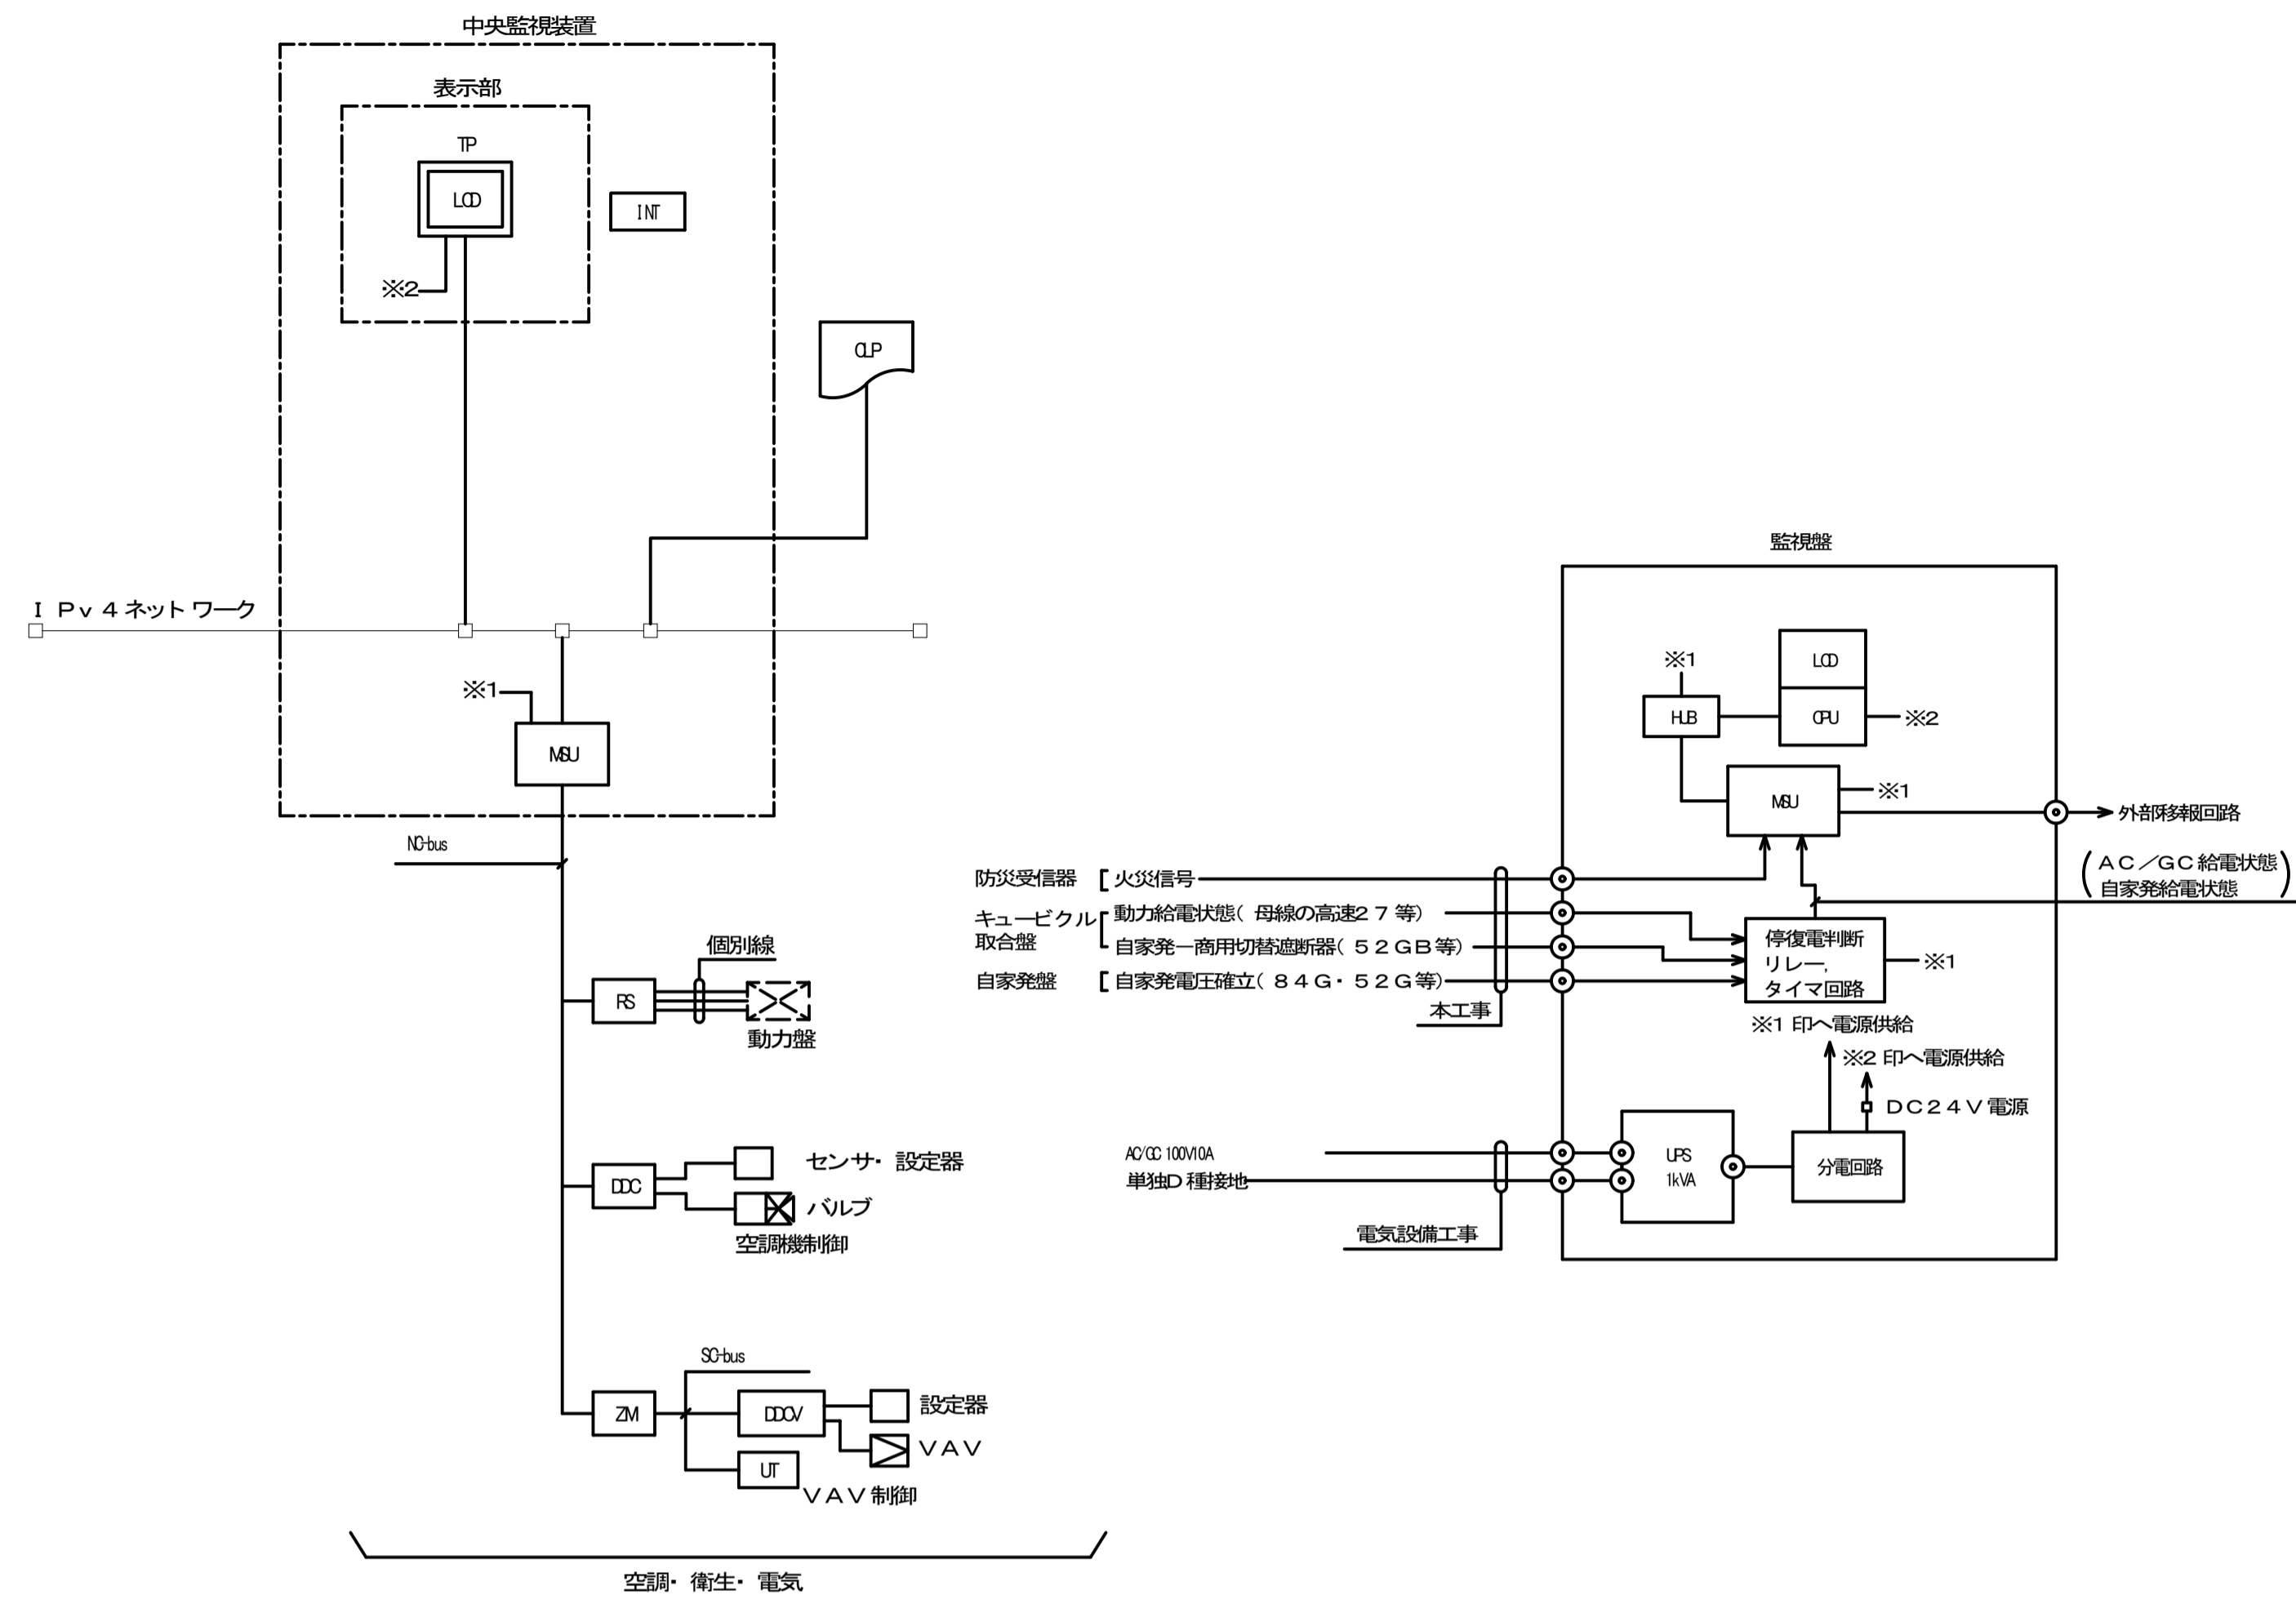 中央監視装置
表示部
TP
LCD
INT
※2
CLP
IPv4ネットワーク
※1
MSU
NC-bus
個別線
RS
動力盤
センサ・設定器
DDC
バルブ
空調機制御
SC-bus
ZM
DDCV
設定器
VAV
UT
VAV制御
空調・衛生・電気
監視盤
※1
LCD
HUB
CPU
※2
MSU
※1
外部移報回路
防災受信器
火災信号
(AC/GC給電状態
自家発給電状態)
キュービクル
取合盤
動力給電状態(母線の高速27等)
自家発ー商用切替遮断器(52GB等)
停復電判断
リレー,
タイマ回路
※1
自家発盤
自家発電圧確立(84G・52G等)
本工事
※1印へ電源供給
※2印へ電源供給
DC24V電源
AC/GC 100V10A
単独D種接地
UPS
1kVA
分電回路
電気設備工事